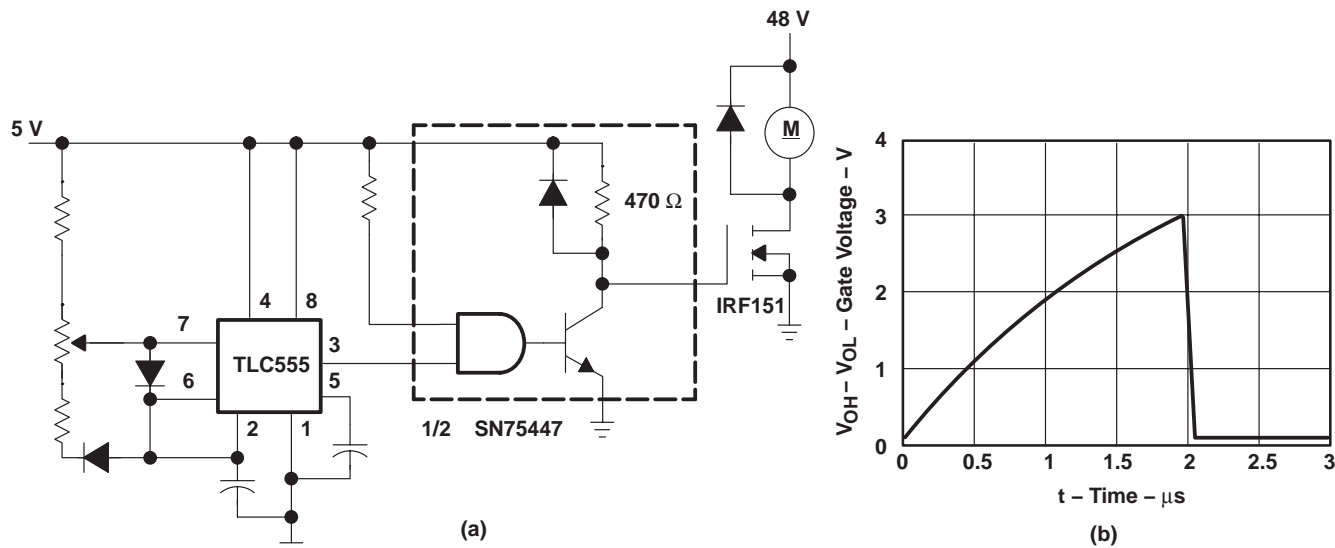 48 V
5 V
M
470 Ω
IRF151
4 8
7
3
TLC555
6
5
2 1
1/2 SN75447
(a)
VOH – VOL – Gate Voltage – V
4
3
2
1
0
0 0.5 1 1.5 2 2.5 3
t – Time – μs
(b)